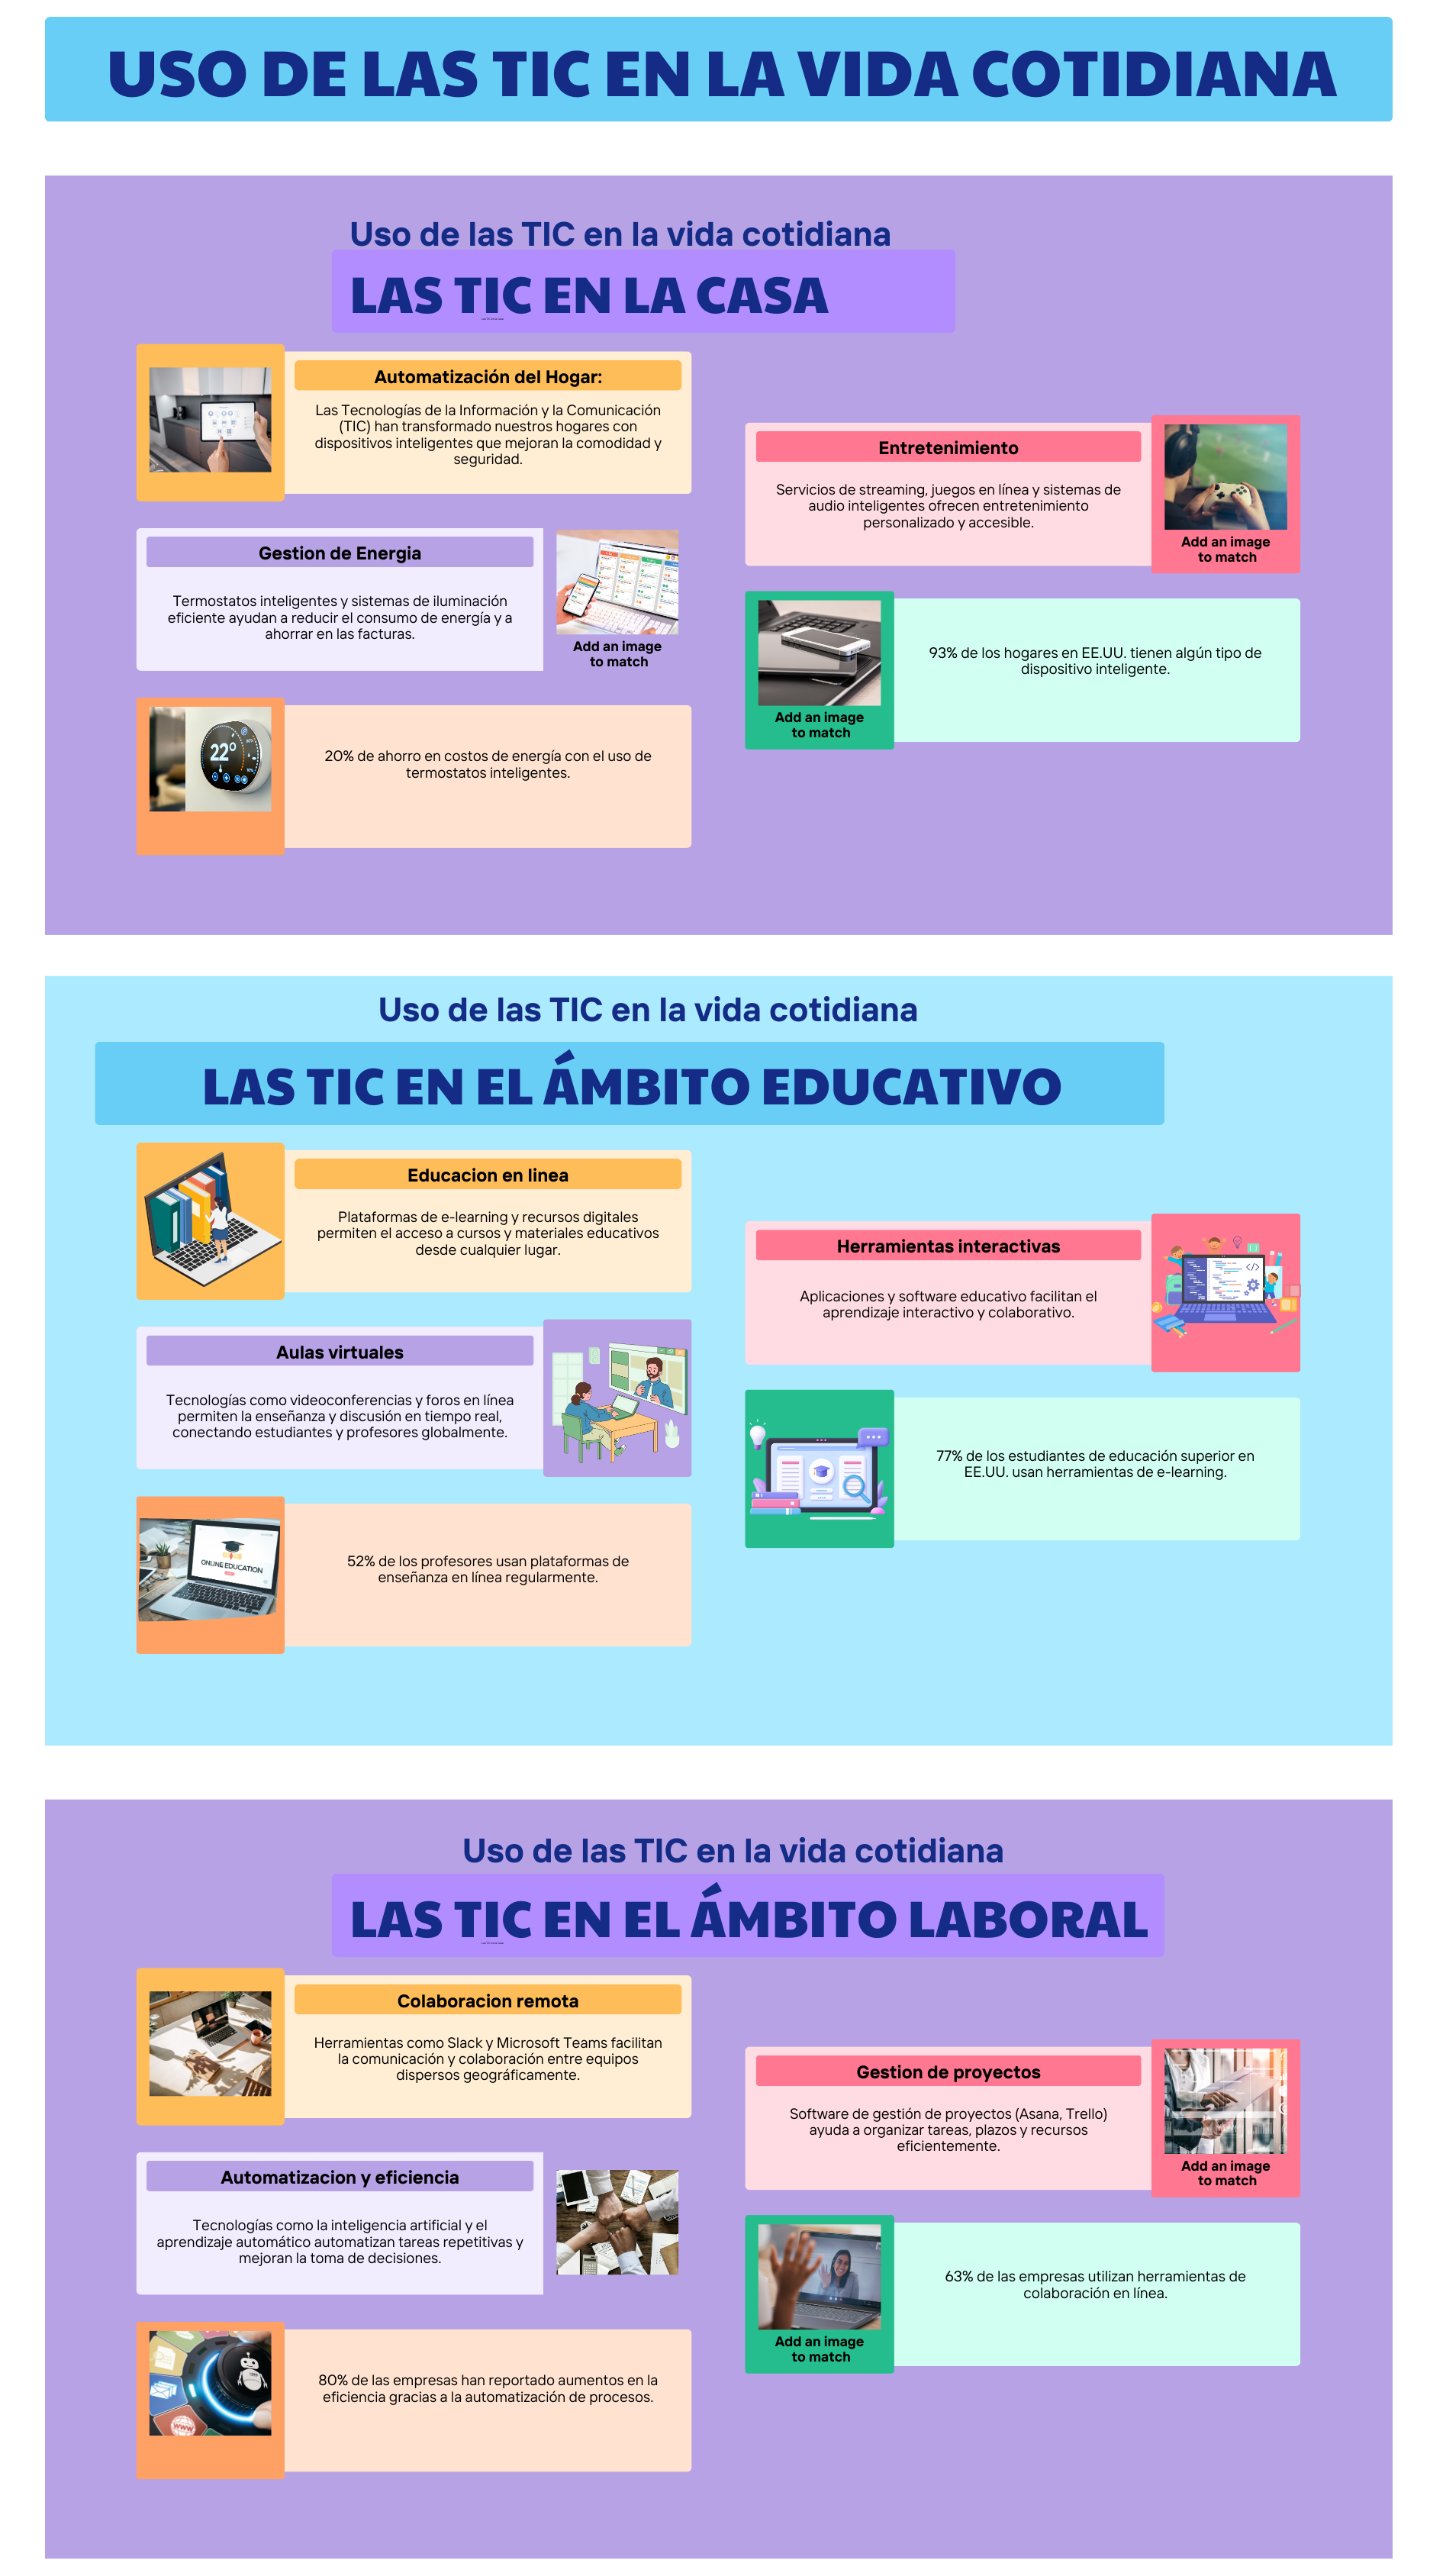 USO DE LAS TIC EN LA VIDA COTIDIANA
Uso de las TIC en la vida cotidiana
LAS TIC EN LA CASA
Automatización del Hogar:
Las Tecnologías de la Información y la Comunicación
(TIC) han transformado nuestros hogares con
dispositivos inteligentes que mejoran la comodidad y
seguridad.
Gestion de Energia
Termostatos inteligentes y sistemas de iluminación
eficiente ayudan a reducir el consumo de energía y a
ahorrar en las facturas.
Add an image
to match
22°
20% de ahorro en costos de energía con el uso de
termostatos inteligentes.
Entretenimiento
Servicios de streaming, juegos en línea y sistemas de
audio inteligentes ofrecen entretenimiento
personalizado y accesible.
Add an image
to match
Add an image
to match
93% de los hogares en EE.UU. tienen algún tipo de
dispositivo inteligente.
Uso de las TIC en la vida cotidiana
LAS TIC EN EL ÁMBITO EDUCATIVO
Educacion en linea
Plataformas de e-learning y recursos digitales
permiten el acceso a cursos y materiales educativos
desde cualquier lugar.
Aulas virtuales
Tecnologías como videoconferencias y foros en línea
permiten la enseñanza y discusión en tiempo real,
conectando estudiantes y profesores globalmente.
ONLINE EDUCATION
52% de los profesores usan plataformas de
enseñanza en línea regularmente.
Herramientas interactivas
Aplicaciones y software educativo facilitan el
aprendizaje interactivo y colaborativo.
</>
77% de los estudiantes de educación superior en
EE.UU. usan herramientas de e-learning.
Uso de las TIC en la vida cotidiana
LAS TIC EN EL ÁMBITO LABORAL
Colaboracion remota
Herramientas como Slack y Microsoft Teams facilitan
la comunicación y colaboración entre equipos
dispersos geográficamente.
Automatizacion y eficiencia
Tecnologías como la inteligencia artificial y el
aprendizaje automático automatizan tareas repetitivas y
mejoran la toma de decisiones.
WWW
80% de las empresas han reportado aumentos en la
eficiencia gracias a la automatización de procesos.
Gestion de proyectos
Software de gestión de proyectos (Asana, Trello)
ayuda a organizar tareas, plazos y recursos
eficientemente.
Add an image
to match
Add an image
to match
63% de las empresas utilizan herramientas de
colaboración en línea.